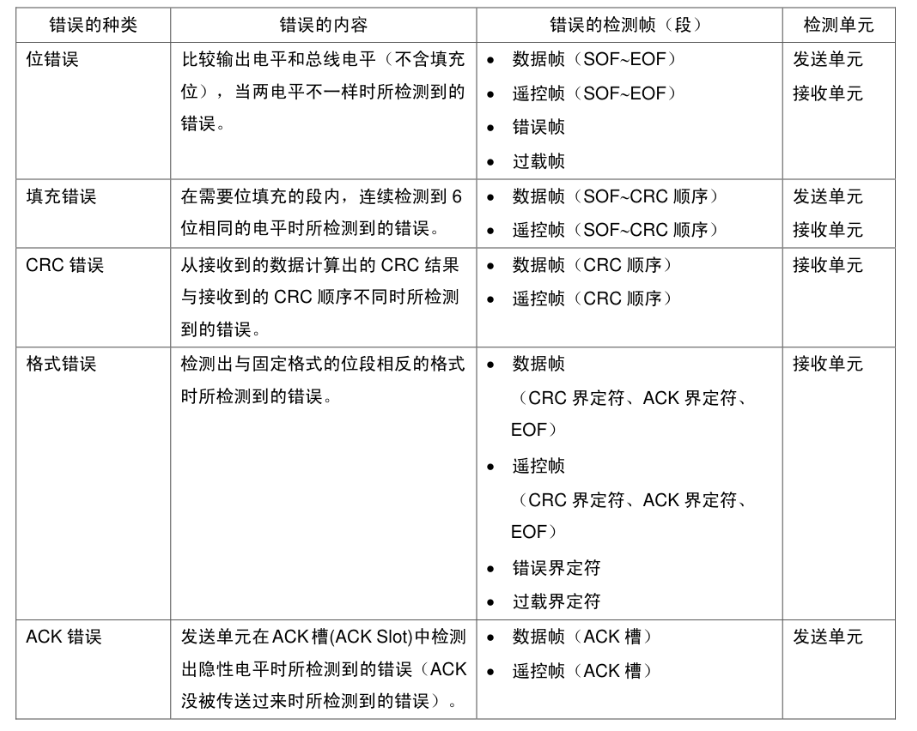 错误的种类 错误的内容 错误的检测帧（段） 检测单元
位错误
比较输出电平和总线电平（不含填充
位），当两电平不一样时所检测到的
错误。
● 数据帧（SOF~EOF）
● 遥控帧（SOF~EOF）
● 错误帧
● 过载帧
发送单元
接收单元
填充错误
在需要位填充的段内，连续检测到 6
位相同的电平时所检测到的错误。
● 数据帧（SOF~CRC 顺序）
● 遥控帧（SOF~CRC 顺序）
发送单元
接收单元
CRC 错误
从接收到的数据计算出的 CRC 结果
与接收到的 CRC 顺序不同时所检测
到的错误。
● 数据帧（CRC 顺序）
● 遥控帧（CRC 顺序）
接收单元
格式错误
检测出与固定格式的位段相反的格式
时所检测到的错误。
● 数据帧
（CRC 界定符、ACK 界定符、
EOF）
● 遥控帧
（CRC 界定符、ACK 界定符、
EOF）
● 错误界定符
● 过载界定符
接收单元
ACK 错误
发送单元在 ACK 槽(ACK Slot)中检测
出隐性电平时所检测到的错误（ACK
没被传送过来时所检测到的错误）。
● 数据帧（ACK 槽）
● 遥控帧（ACK 槽）
发送单元